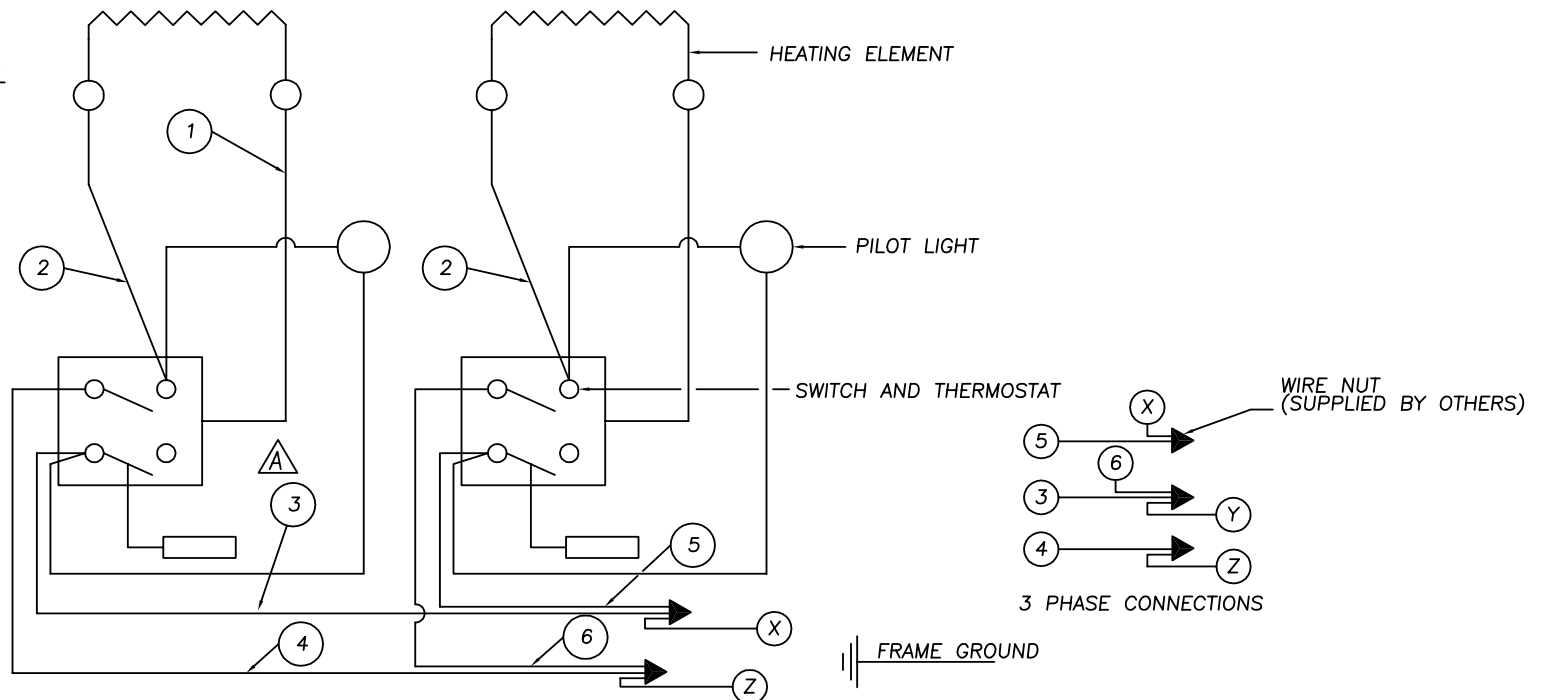 HEATING ELEMENT
1
2
2
PILOT LIGHT
SWITCH AND THERMOSTAT
A
3
5
4
6
X
Z
FRAME GROUND
WIRE NUT
(SUPPLIED BY OTHERS)
X
5
6
3
Y
4
Z
3 PHASE CONNECTIONS